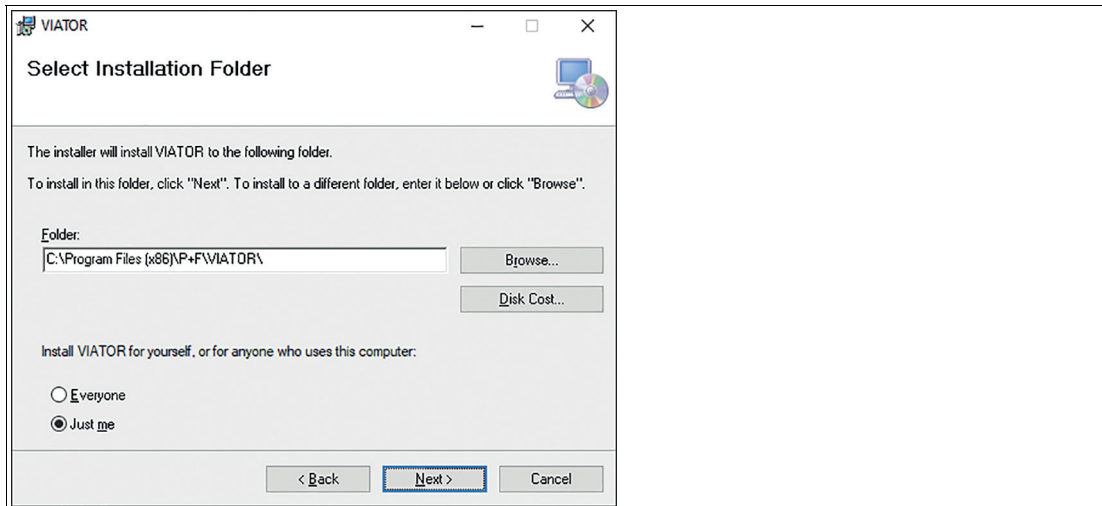 VIATOR
Select Installation Folder
The installer will install VIATOR to the following folder.
To install in this folder, click "Next". To install to a different folder, enter it below or click "Browse".
Folder:
C:\Program Files (x86)\P+F\VIATOR\
Browse...
Disk Cost...
Install VIATOR for yourself, or for anyone who uses this computer:
Everyone
Just me
< Back
Next >
Cancel